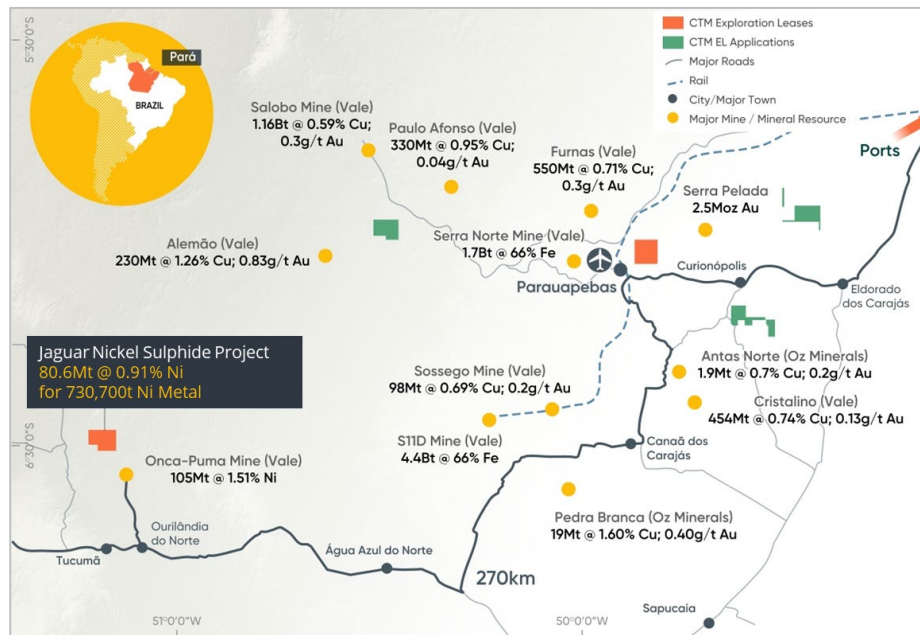 5°30'0"S
Pará
BRAZIL
CTM Exploration Leases
CTM EL Applications
Major Roads
Rail
City/Major Town
Major Mine / Mineral Resource
Ports
Salobo Mine (Vale)
1.16Bt @ 0.59% Cu;
0.3g/t Au
Paulo Afonso (Vale)
330Mt @ 0.95% Cu;
0.04g/t Au
Furnas (Vale)
550Mt @ 0.71% Cu;
0.3g/t Au
Serra Pelada
2.5Moz Au
Alemão (Vale)
230Mt @ 1.26% Cu; 0.83g/t Au
Serra Norte Mine (Vale)
1.7Bt @ 66% Fe
Parauapebas
Curionópolis
Eldorado
dos Carajás
Jaguar Nickel Sulphide Project
80.6Mt @ 0.91% Ni
for 730,700t Ni Metal
Sossego Mine (Vale)
98Mt @ 0.69% Cu; 0.2g/t Au
Antas Norte (Oz Minerals)
1.9Mt @ 0.7% Cu; 0.2g/t Au
Cristalino (Vale)
454Mt @ 0.74% Cu; 0.13g/t Au
S11D Mine (Vale)
4.4Bt @ 66% Fe
Canaã dos
Carajás
6°30'0"S
Onca-Puma Mine (Vale)
105Mt @ 1.51% Ni
Pedra Branca (Oz Minerals)
19Mt @ 1.60% Cu; 0.40g/t Au
Ourilândia
do Norte
Tucumã
Água Azul do Norte
270km
Sapucaia
51°0'0"W
50°0'0"W